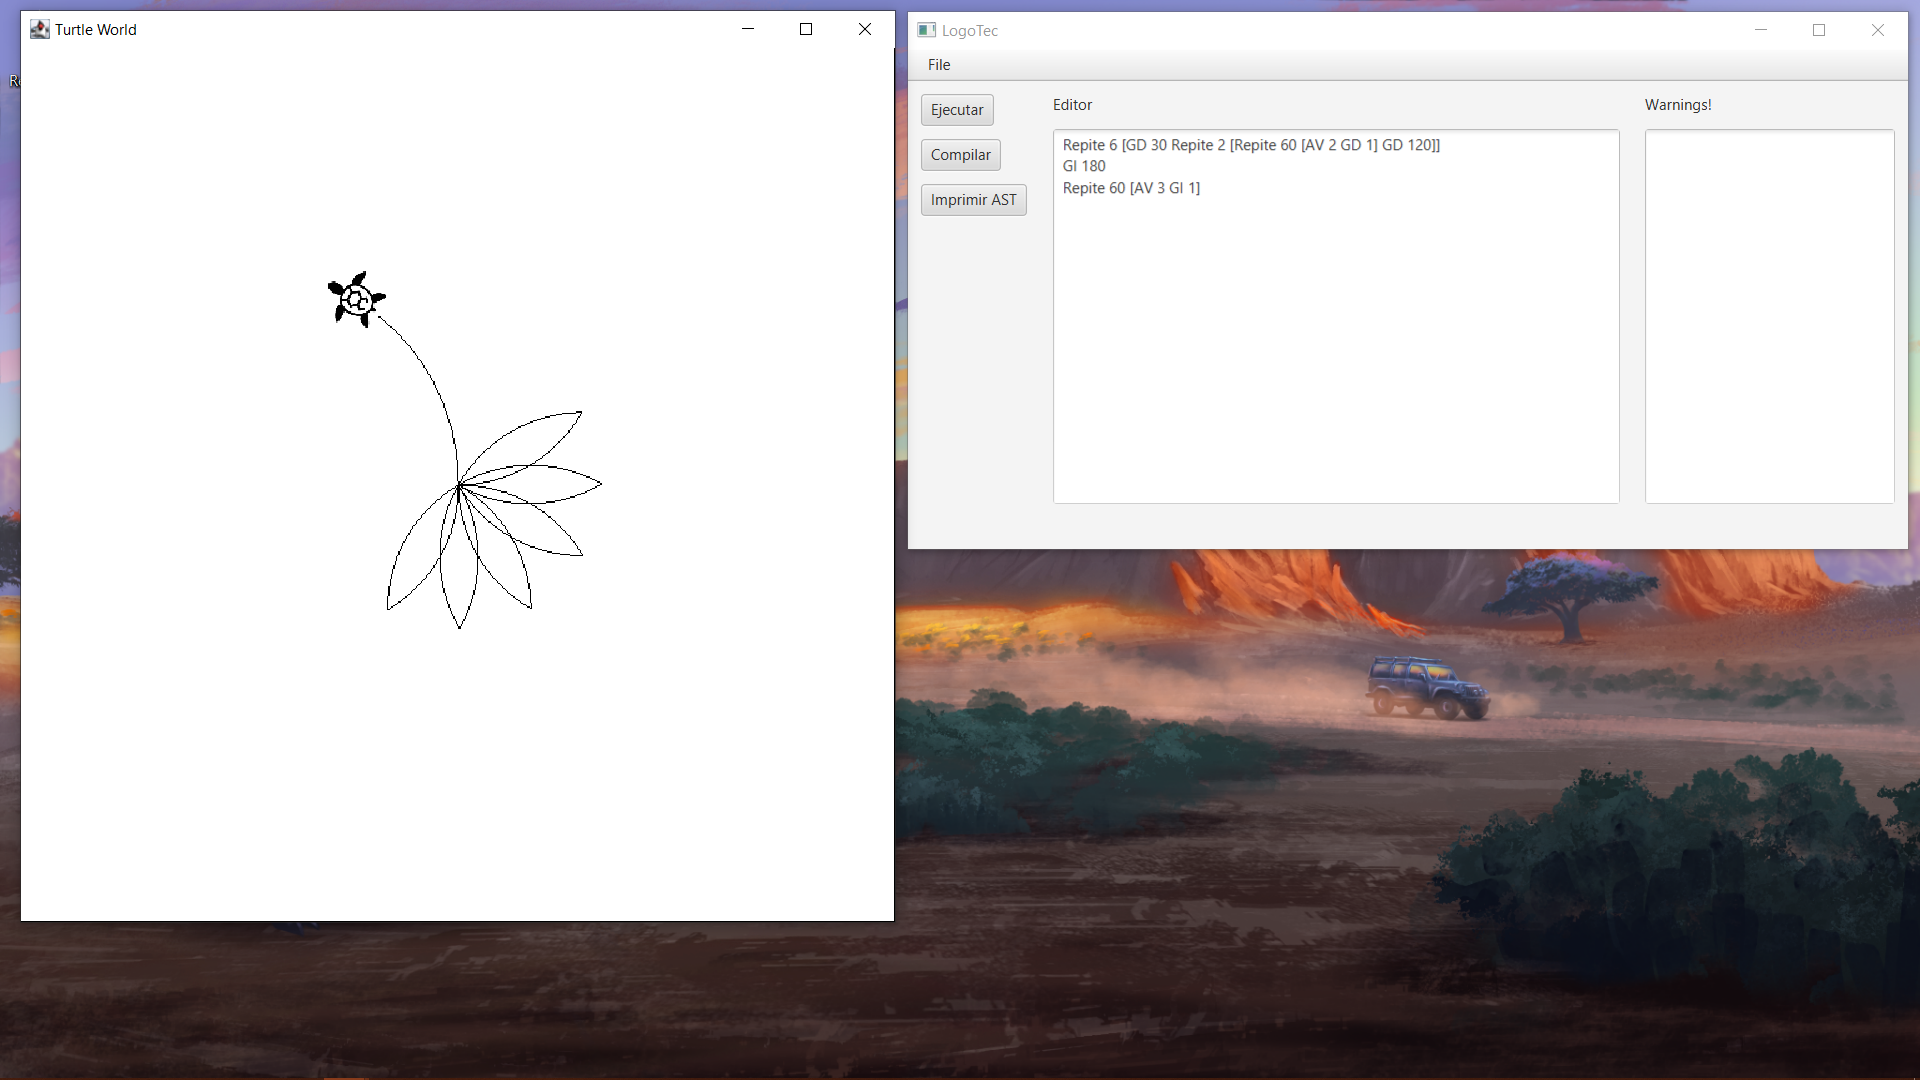 Turtle World
LogoTec
File
Ejecutar
Compilar
Imprimir AST
Editor
Repite 6 [GD 30 Repite 2 [Repite 60 [AV 2 GD 1] GD 120]]
GI 180
Repite 60 [AV 3 GI 1]
Warnings!